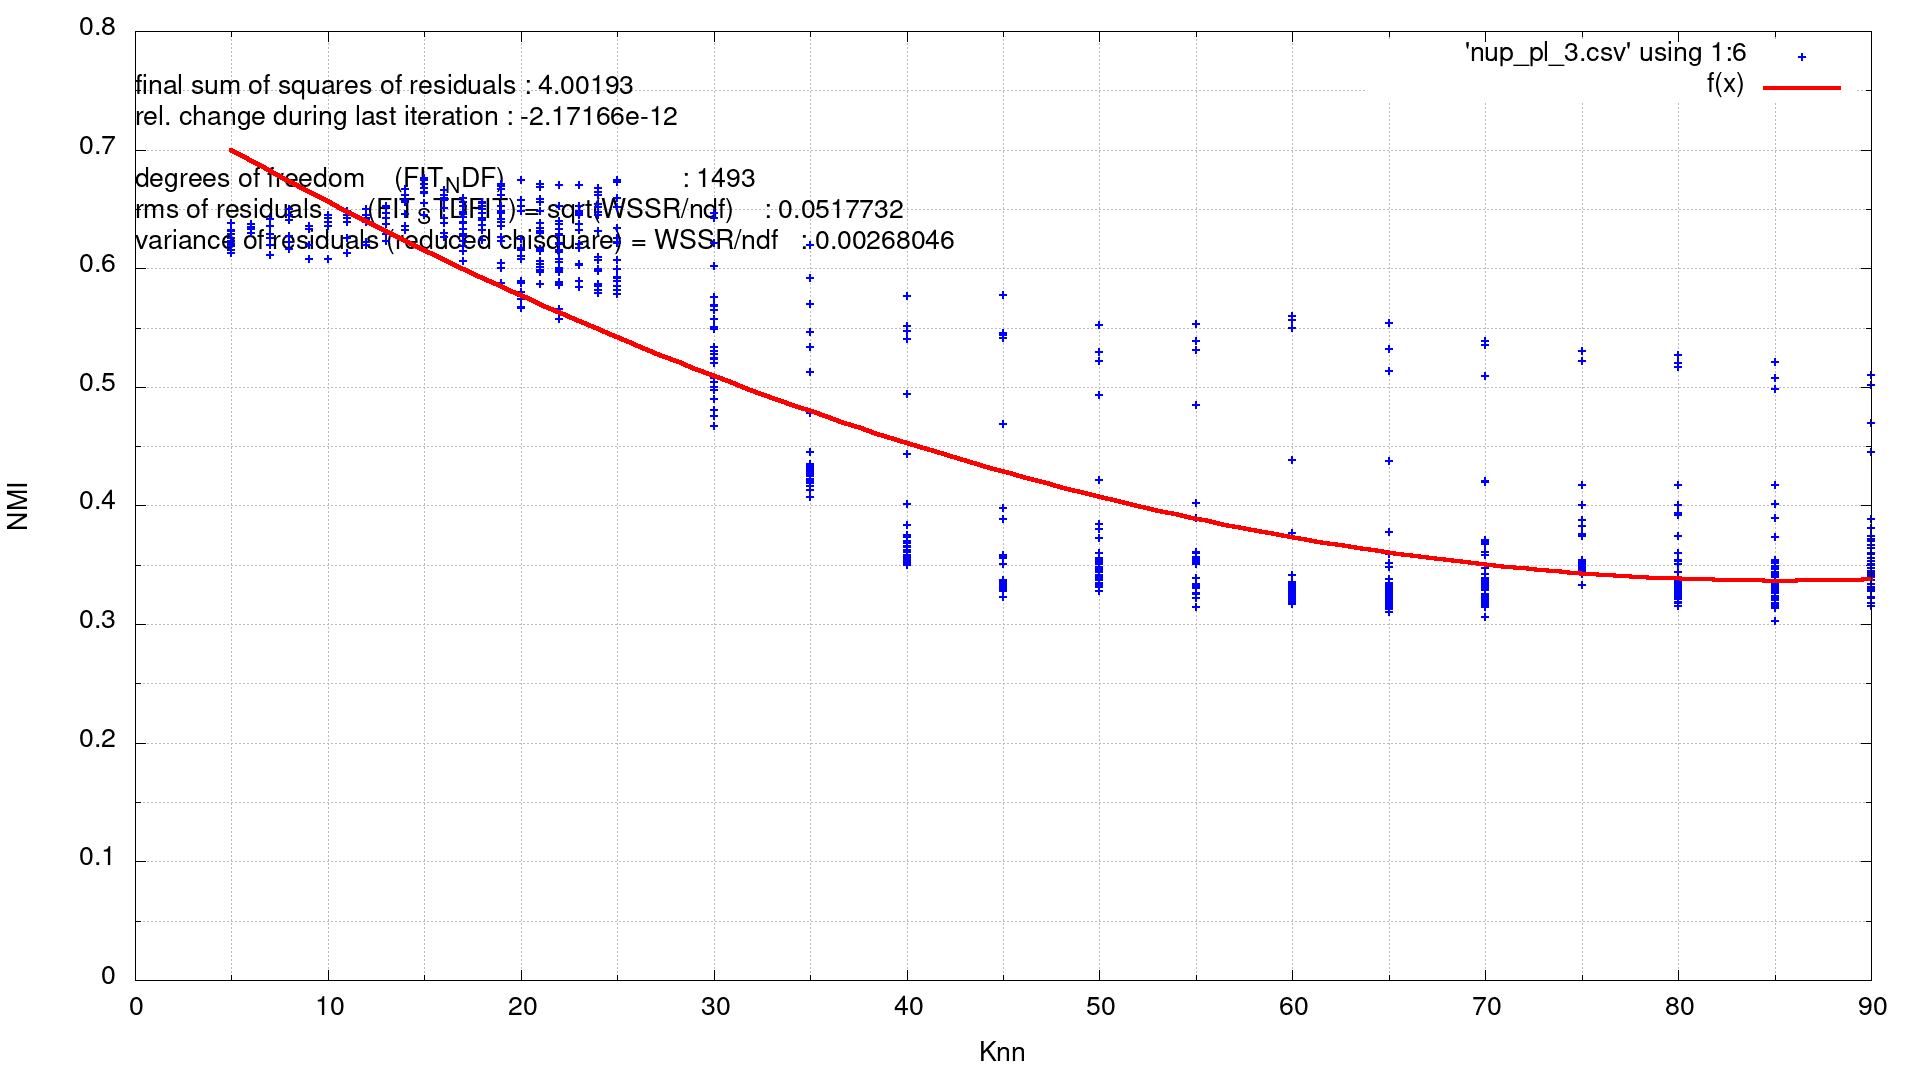 'nup_pl_3.csv' using 1:6
f(x)
final sum of squares of residuals : 4.00193
rel. change during last iteration : -2.17166e-12
degrees of freedom (FIT_NDF) : 1493
rms of residuals (FIT_STDFIT) = sqrt(WSSR/ndf) : 0.0517732
variance of residuals (reduced chisquare) = WSSR/ndf : 0.00268046
0.8
0.7
0.6
0.5
0.4
0.3
0.2
0.1
0
NMI
0 10 20 30 40 50 60 70 80 90
Knn